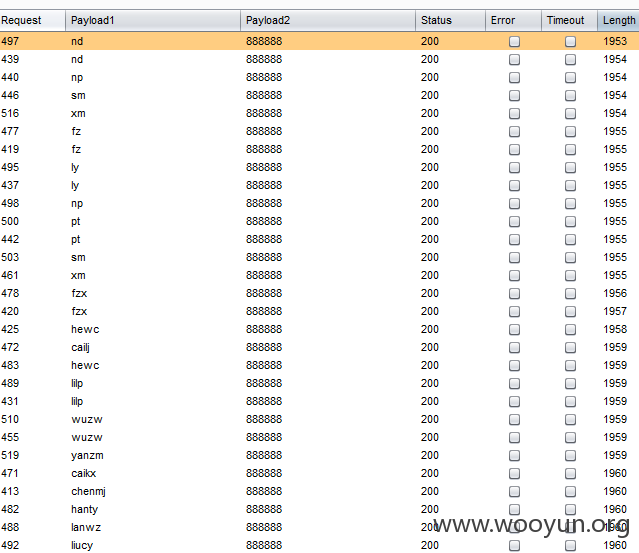 Request Payload1 Payload2 Status Error Timeout Length
497 nd 888888 200 1953
439 nd 888888 200 1954
440 np 888888 200 1954
446 sm 888888 200 1954
516 xm 888888 200 1954
477 fz 888888 200 1955
419 fz 888888 200 1955
495 ly 888888 200 1955
437 ly 888888 200 1955
498 np 888888 200 1955
500 pt 888888 200 1955
442 pt 888888 200 1955
503 sm 888888 200 1955
461 xm 888888 200 1955
478 fzx 888888 200 1956
420 fzx 888888 200 1957
425 hewc 888888 200 1958
472 cailj 888888 200 1959
483 hewc 888888 200 1959
489 lilp 888888 200 1959
431 lilp 888888 200 1959
510 wuzw 888888 200 1959
455 wuzw 888888 200 1959
519 yanzm 888888 200 1959
471 caikx 888888 200 1960
413 chenmj 888888 200 1960
482 hanty 888888 200 1960
488 lanwz 888888 200 1960
www.wooyun.org
492 liucy 888888 200 1960